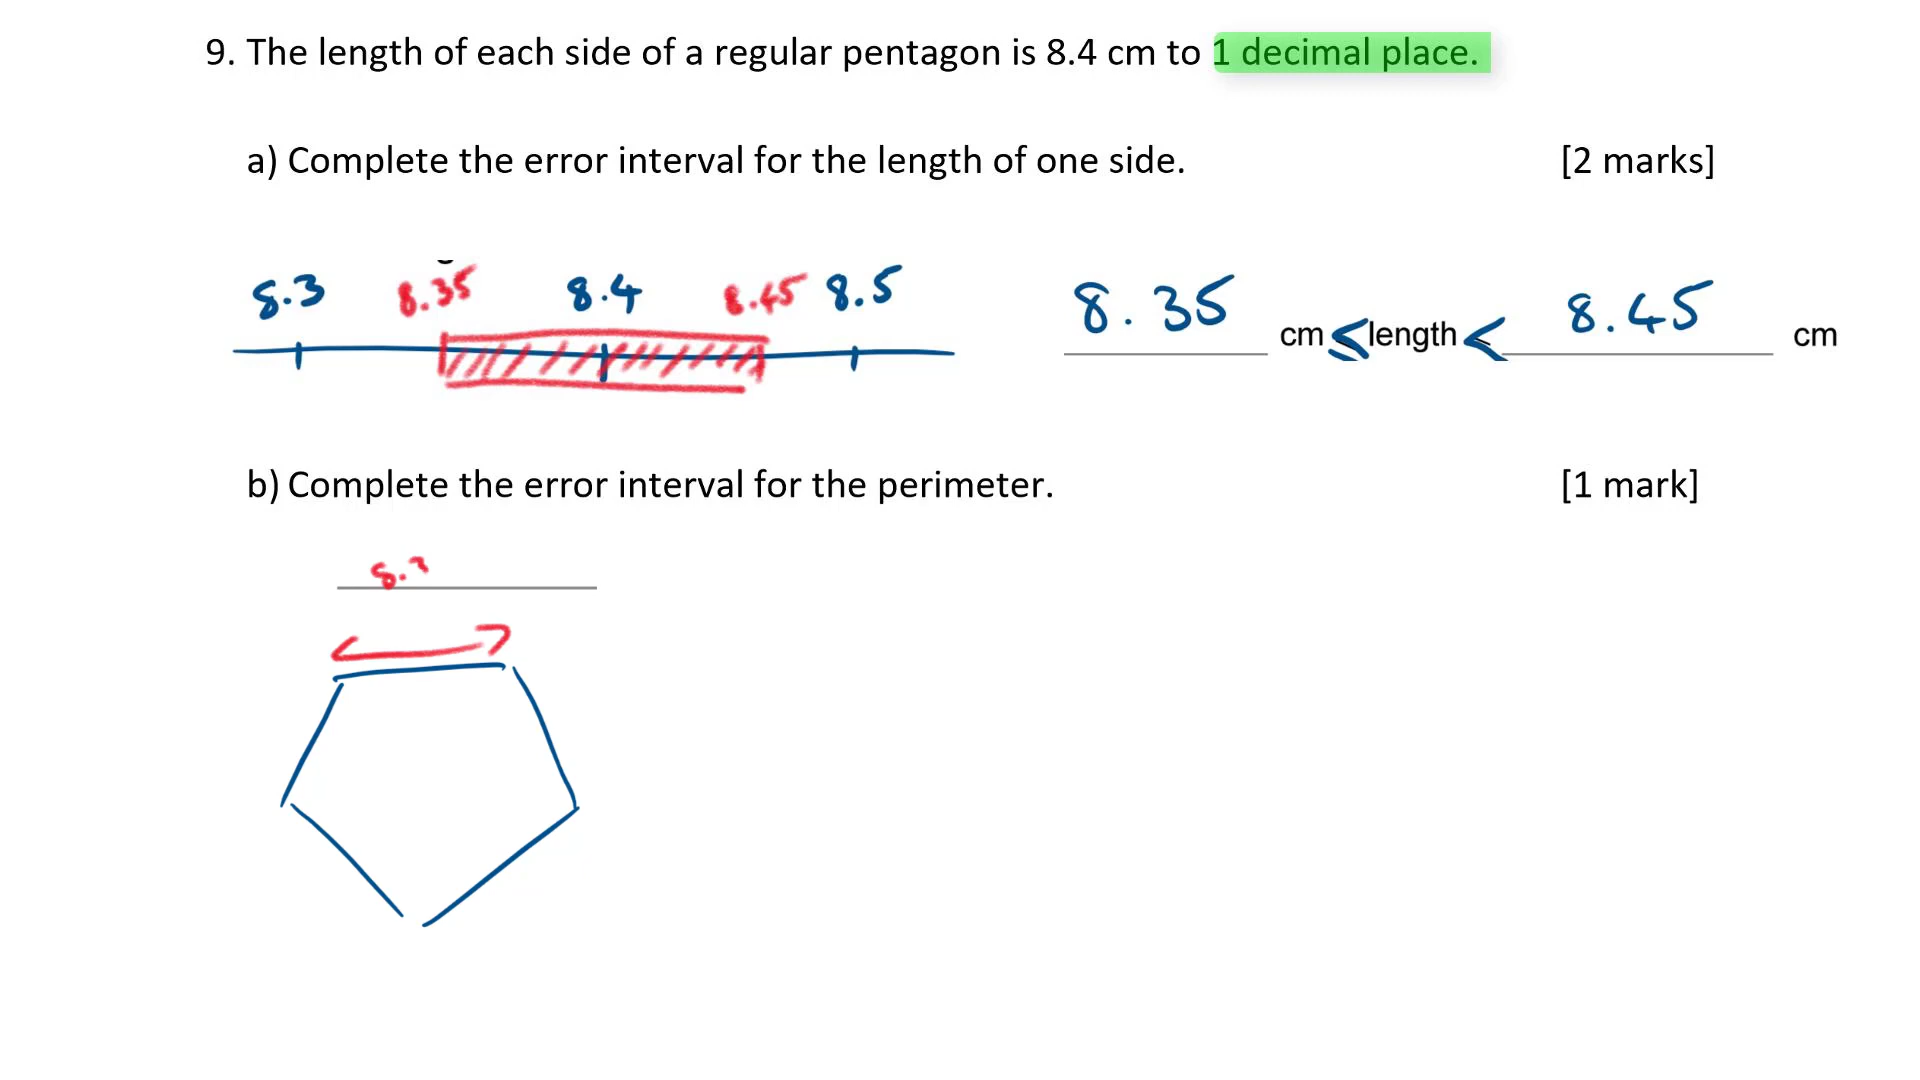 9. The length of each side of a regular pentagon is 8.4 cm to 1 decimal place.
a) Complete the error interval for the length of one side. [2 marks]
8.3 8.35 8.4 8.45 8.5
8.35 cm ≤ length < 8.45 cm
b) Complete the error interval for the perimeter. [1 mark]
8.